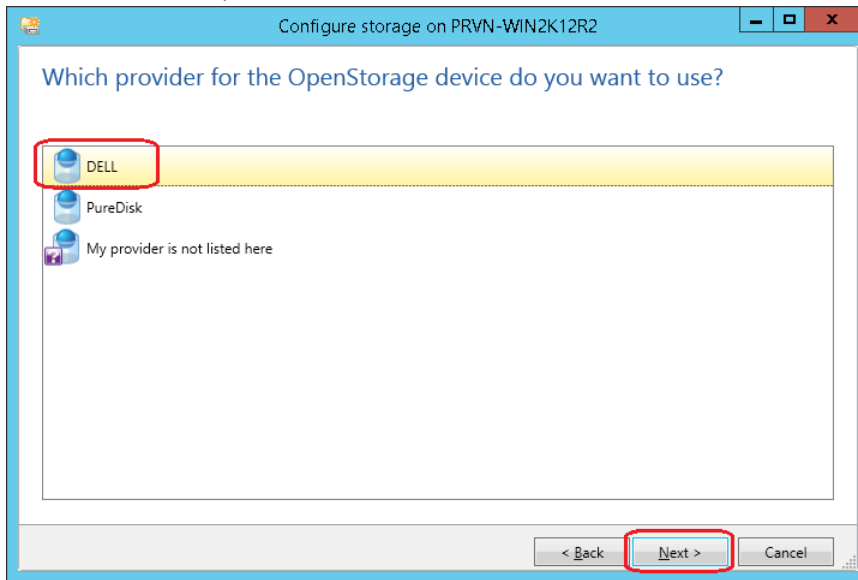 Configure storage on PRVN-WIN2K12R2
Which provider for the OpenStorage device do you want to use?
DELL
PureDisk
My provider is not listed here
< Back Next > Cancel